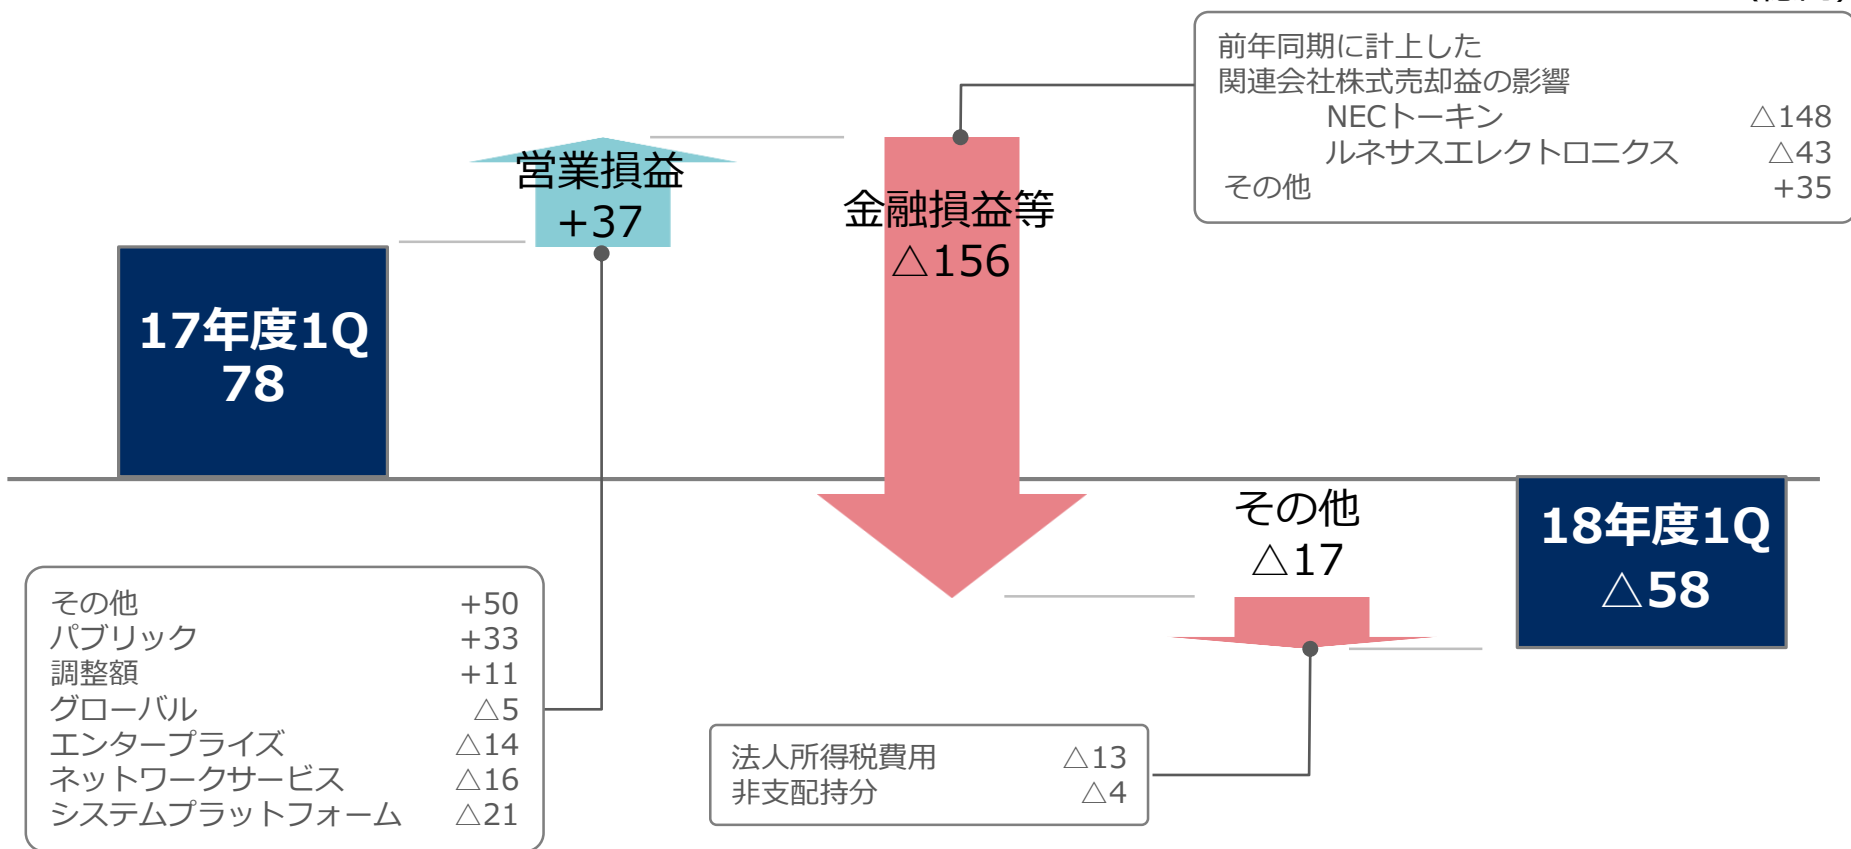 前年同期に計上した
関連会社株式売却益の影響
NECトーキン △148
ルネサスエレクトロニクス △43
その他 +35
営業損益
+37
金融損益等
△156
17年度1Q
78
その他
△17
18年度1Q
△58
その他 +50
パブリック +33
調整額 +11
グローバル △5
エンタープライズ △14
ネットワークサービス △16
システムプラットフォーム △21
法人所得税費用 △13
非支配持分 △4